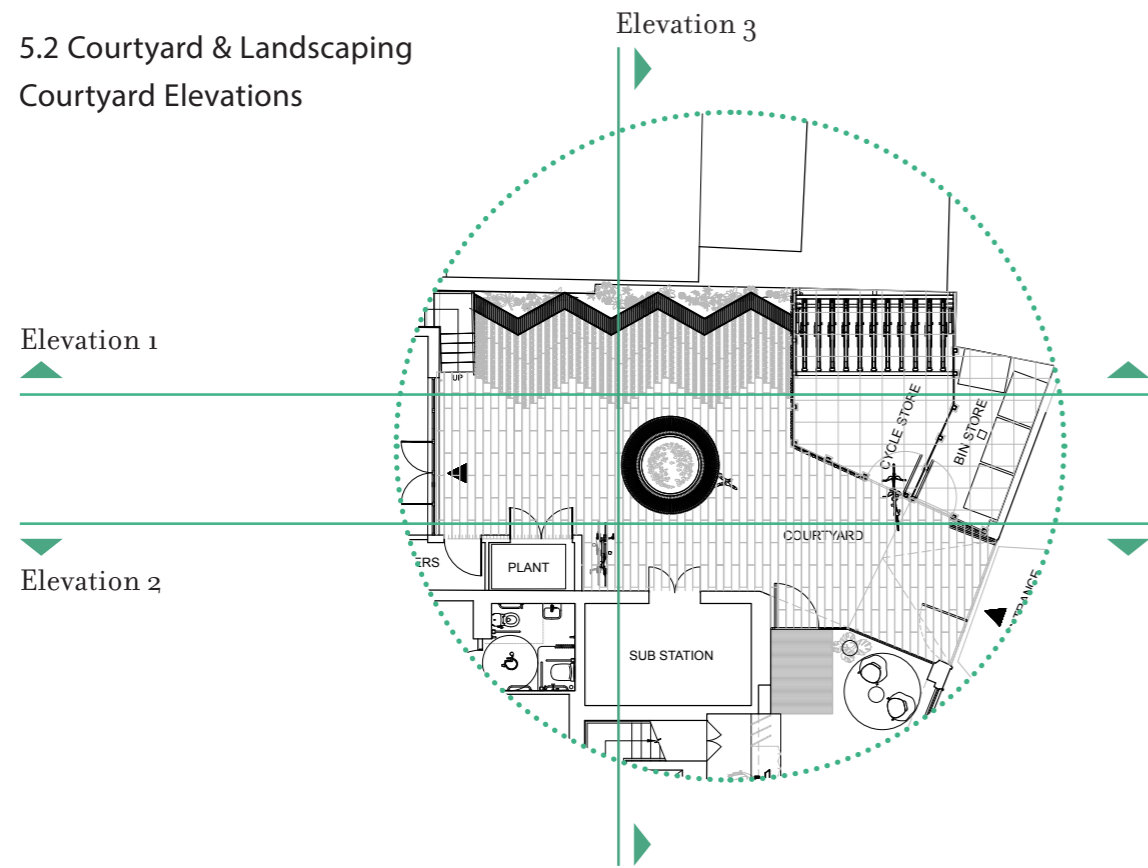 5.2 Courtyard & Landscaping
Courtyard Elevations
Elevation 3
Elevation 1
UP
CYCLE STORE
BIN STORE
COURTYARD
Elevation 2
ERS
PLANT
TRANCE
SUB STATION